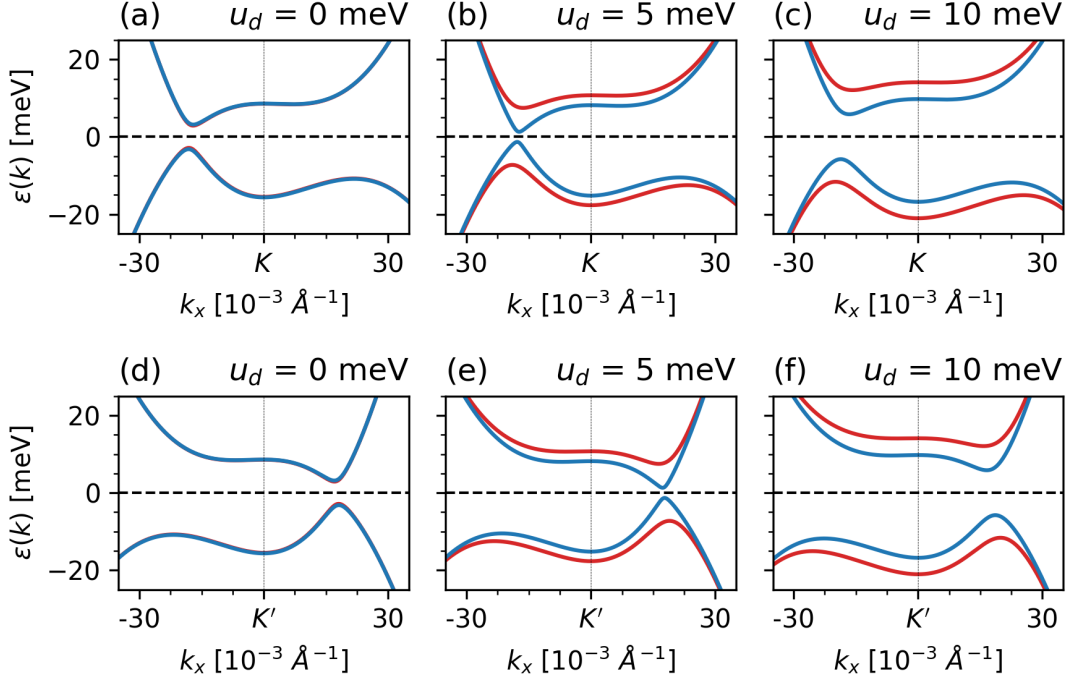 (a) u_d = 0 meV (b) u_d = 5 meV (c) u_d = 10 meV
ε(k) [meV]
20
0
−20
-30 K 30 -30 K 30 -30 K 30
k_x [10⁻³ Å⁻¹] k_x [10⁻³ Å⁻¹] k_x [10⁻³ Å⁻¹]
(d) u_d = 0 meV (e) u_d = 5 meV (f) u_d = 10 meV
ε(k) [meV]
20
0
−20
-30 K′ 30 -30 K′ 30 -30 K′ 30
k_x [10⁻³ Å⁻¹] k_x [10⁻³ Å⁻¹] k_x [10⁻³ Å⁻¹]